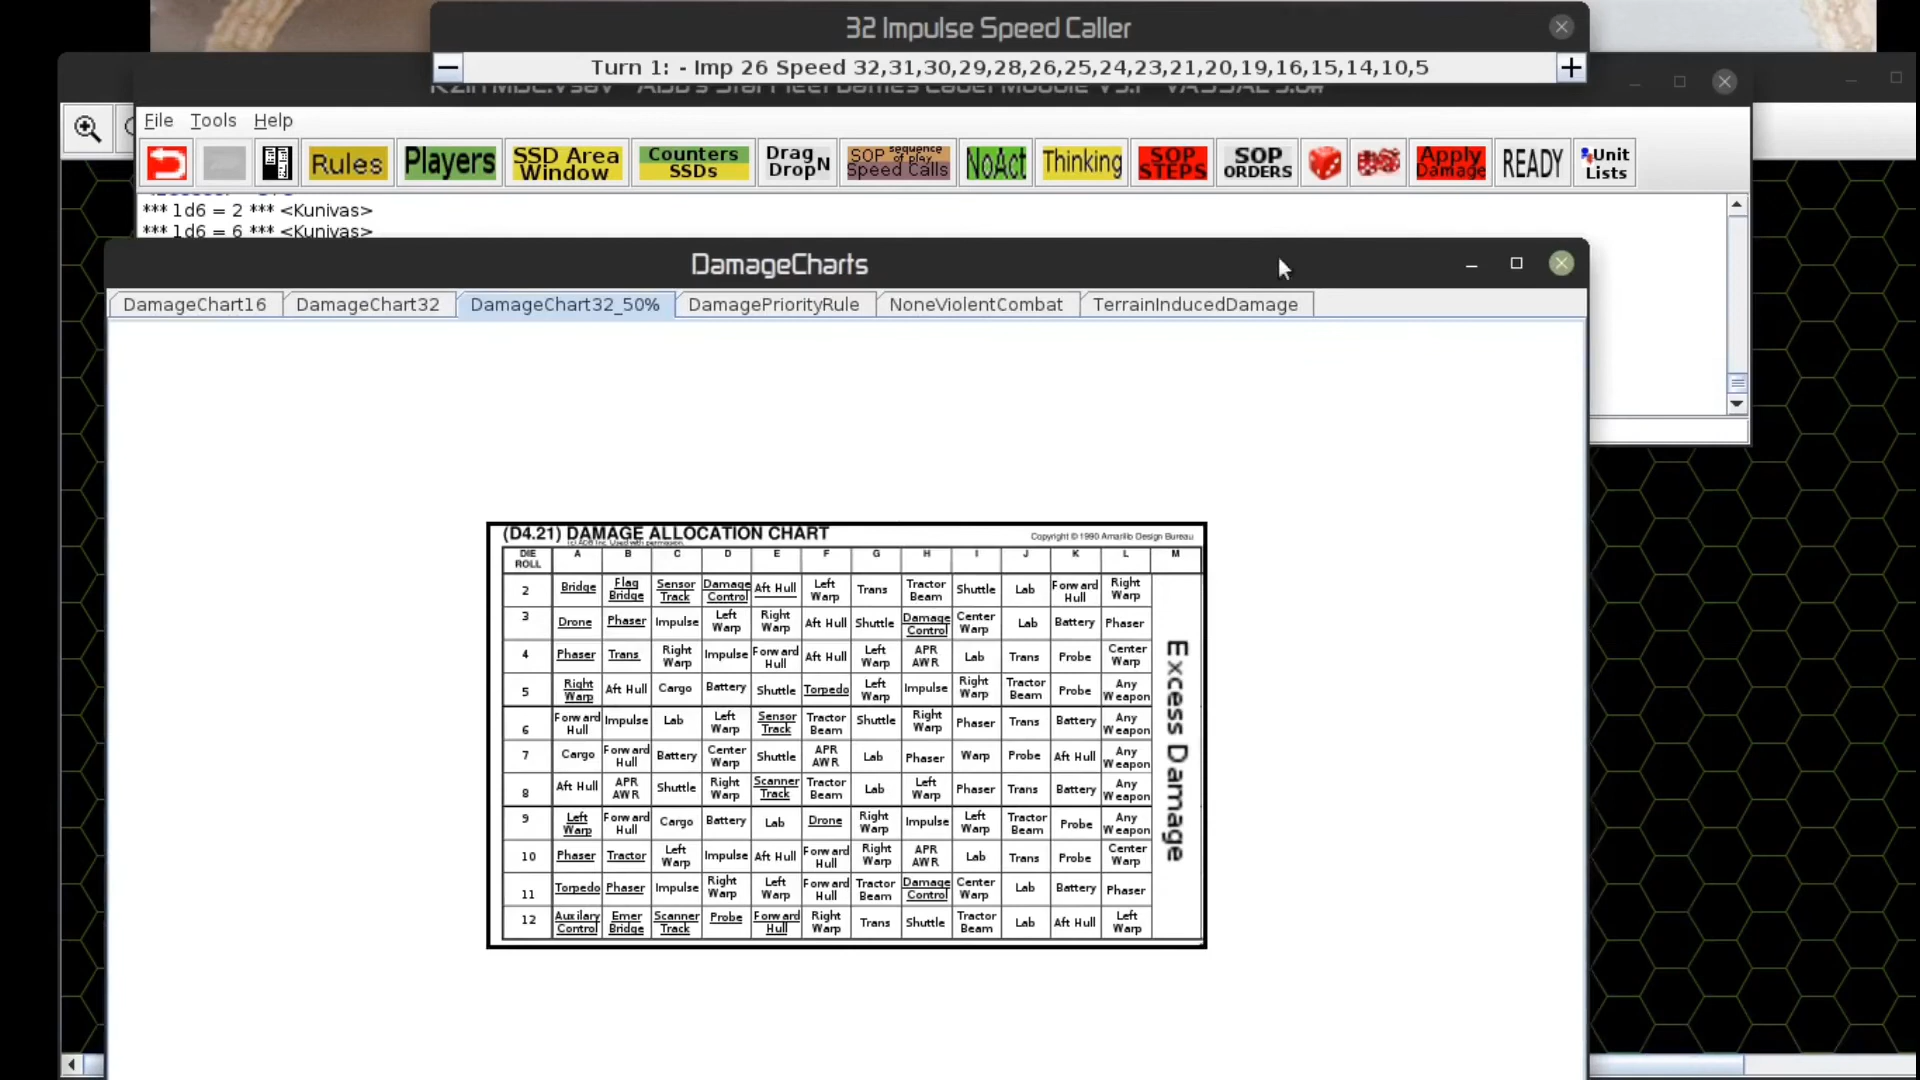 32 Impulse Speed Caller
Turn 1: - Imp 26 Speed 32,31,30,29,28,26,25,24,23,21,20,19,16,15,14,10,5
File Tools Help
Rules Players SSD Area Window Counters SSDs Drag N Drop SOP sequence of play Speed Calls NoAct Thinking SOP STEPS SOP ORDERS Apply Damage READY Unit Lists
*** 1d6 = 2 *** <Kunivas>
*** 1d6 = 6 *** <Kunivas>
DamageCharts
DamageChart16 DamageChart32 DamageChart32_50% DamagePriorityRule NoneViolentCombat TerrainInducedDamage
(D4.21) DAMAGE ALLOCATION CHART
(c) ADB Inc. Used with permission.
Copyright © 1990 Amarillo Design Bureau
DIE ROLL A B C D E F G H I J K L M
2 Bridge Flag Bridge Sensor Track Damage Control Aft Hull Left Warp Trans Tractor Beam Shuttle Lab Forward Hull Right Warp
3 Drone Phaser Impulse Left Warp Right Warp Aft Hull Shuttle Damage Control Center Warp Lab Battery Phaser
4 Phaser Trans Right Warp Impulse Forward Hull Aft Hull Left Warp APR AWR Lab Trans Probe Center Warp
5 Right Warp Aft Hull Cargo Battery Shuttle Torpedo Left Warp Impulse Right Warp Tractor Beam Probe Any Weapon
6 Forward Hull Impulse Lab Left Warp Sensor Track Tractor Beam Shuttle Right Warp Phaser Trans Battery Any Weapon
7 Cargo Forward Hull Battery Center Warp Shuttle APR AWR Lab Phaser Warp Probe Aft Hull Any Weapon
8 Aft Hull APR AWR Shuttle Right Warp Scanner Track Tractor Beam Lab Left Warp Phaser Trans Battery Any Weapon
9 Left Warp Forward Hull Cargo Battery Lab Drone Right Warp Impulse Left Warp Tractor Beam Probe Any Weapon
10 Phaser Tractor Left Warp Impulse Aft Hull Forward Hull Right Warp APR AWR Lab Trans Probe Center Warp
11 Torpedo Phaser Impulse Right Warp Left Warp Forward Hull Tractor Beam Damage Control Center Warp Lab Battery Phaser
12 Auxilary Control Emer Bridge Scanner Track Probe Forward Hull Right Warp Trans Shuttle Tractor Beam Lab Aft Hull Left Warp
Excess Damage